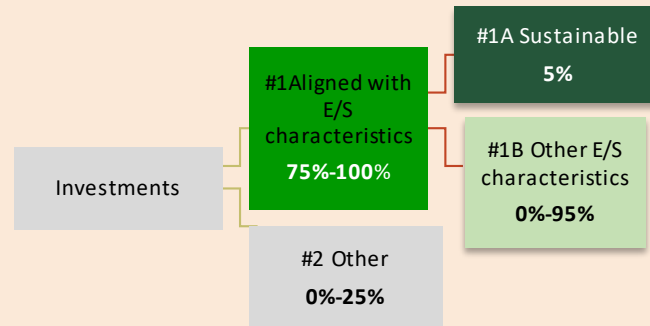 Investments
#1Aligned with
E/S
characteristics
75%-100%
#2 Other
0%-25%
#1A Sustainable
5%
#1B Other E/S
characteristics
0%-95%